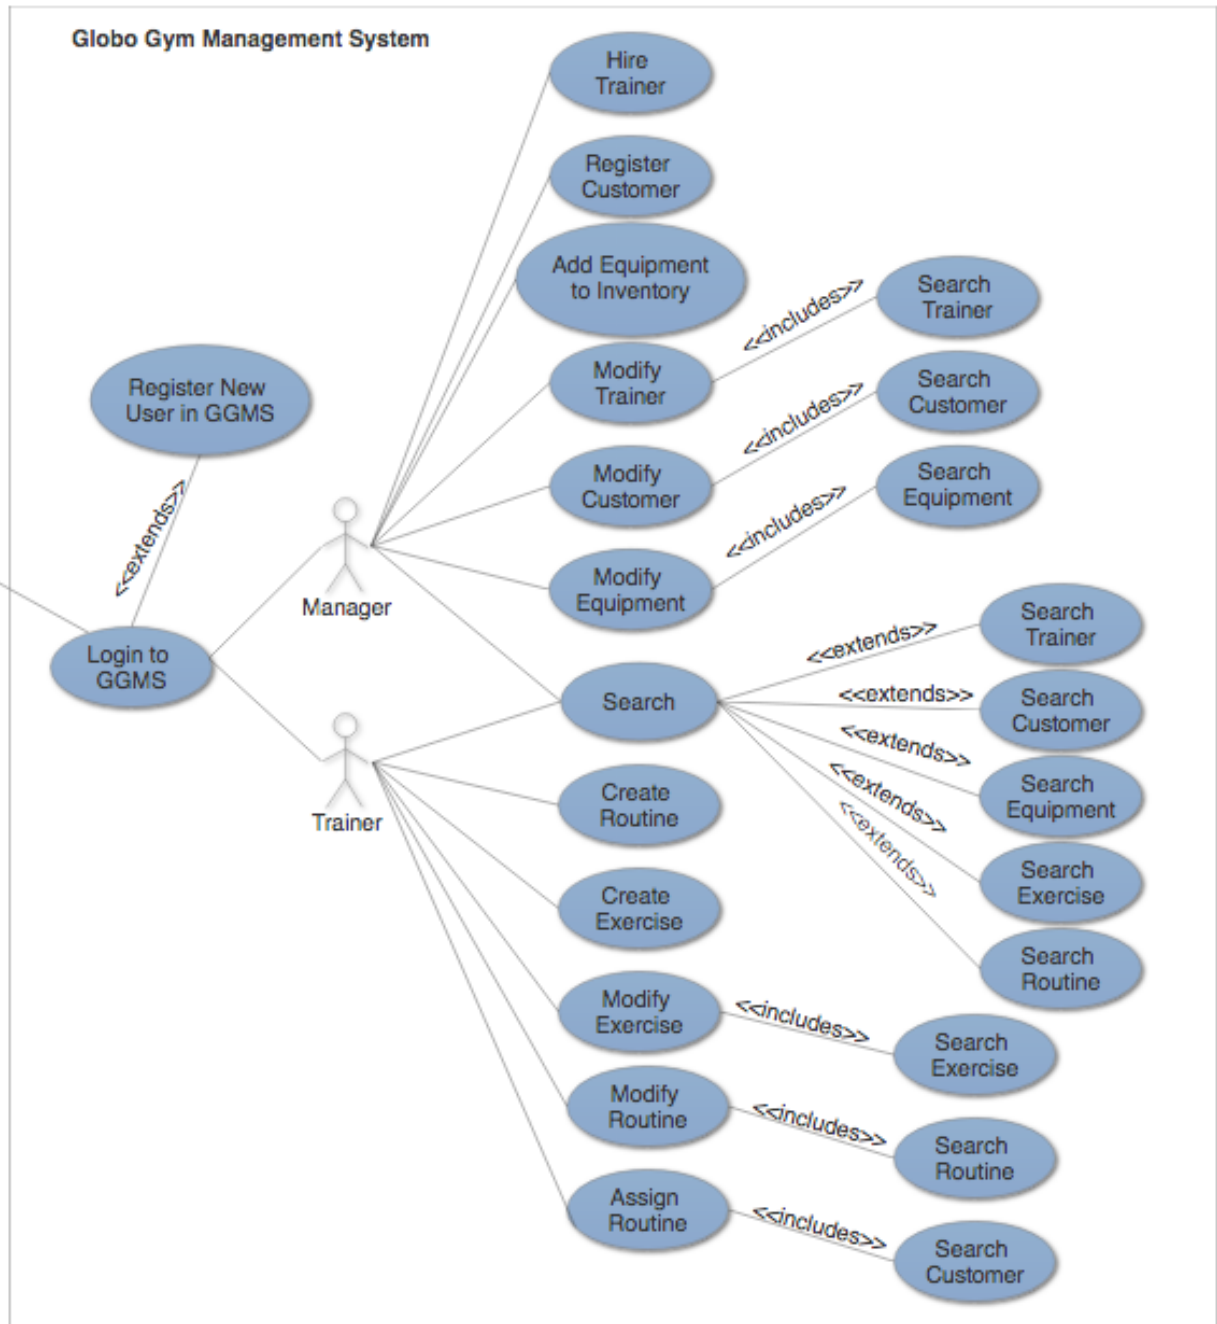 Globo Gym Management System
Hire
Trainer
Register
Customer
Add Equipment
to Inventory
<<includes>>
Search
Trainer
Modify
Trainer
Register New
User in GGMS
<<includes>>
Search
Customer
Modify
Customer
<<includes>>
Search
Equipment
<<extends>>
Modify
Equipment
Manager
Login to
GGMS
Search
<<extends>>
Search
Trainer
<<extends>>
Search
Customer
<<extends>>
Search
Equipment
<<extends>>
Search
Exercise
<<extends>>
Search
Routine
Trainer
Create
Routine
Create
Exercise
Modify
Exercise
<<includes>>
Search
Exercise
Modify
Routine
<<includes>>
Search
Routine
Assign
Routine
<<includes>>
Search
Customer